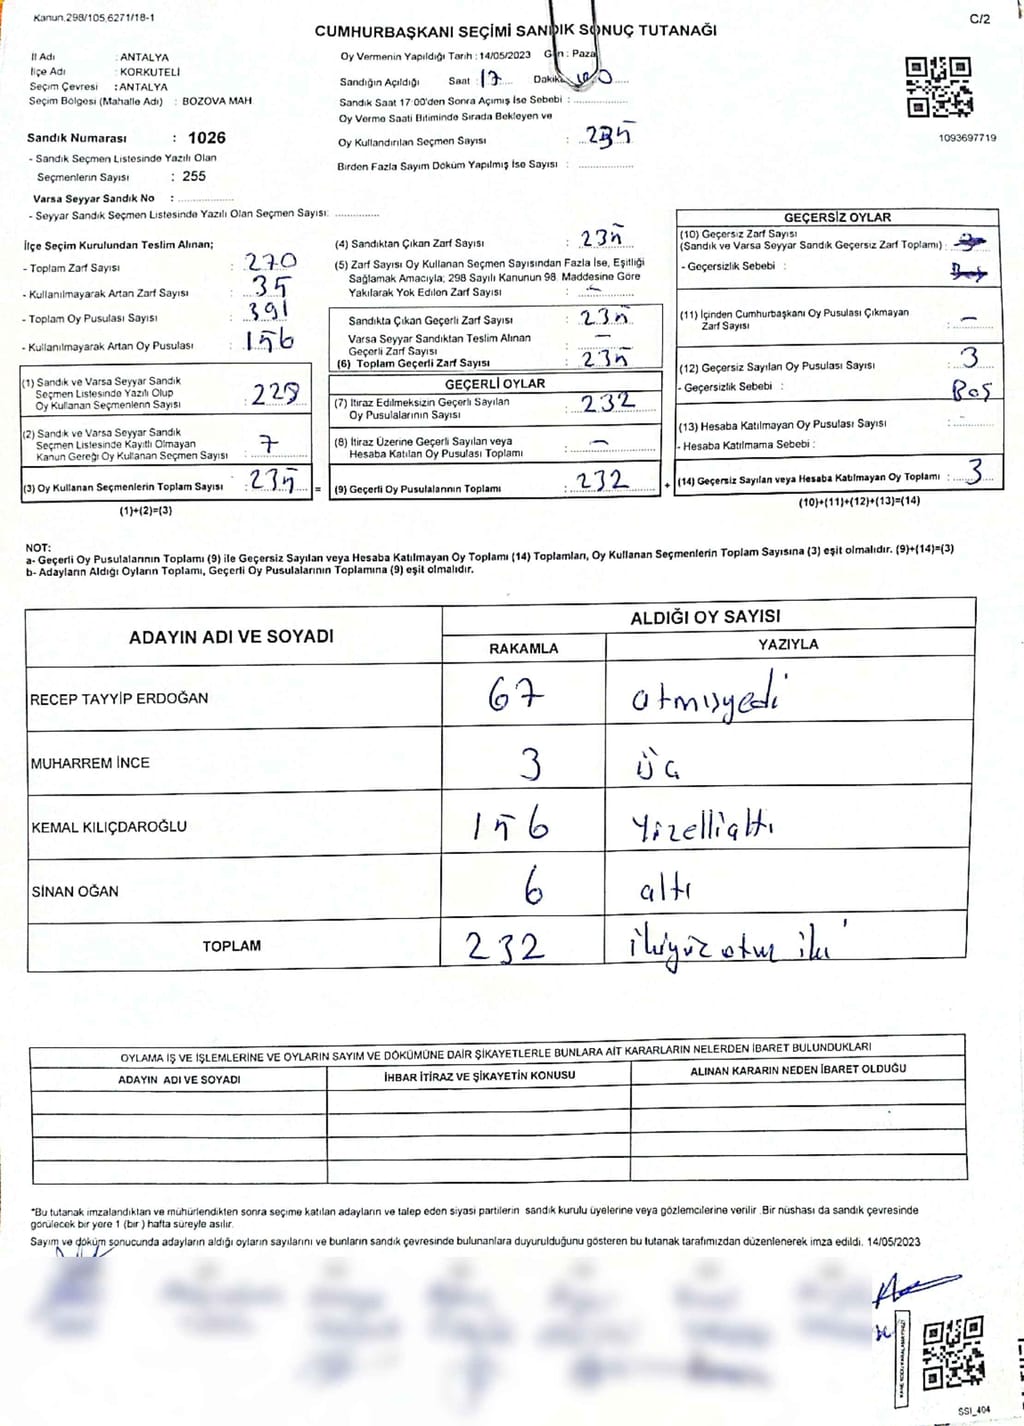 Kanun.298/105,6271/18-1
C/2
CUMHURBAŞKANI SEÇİMİ SANDIK SONUÇ TUTANAĞI
İl Adı : ANTALYA
İlçe Adı : KORKUTELİ
Seçim Çevresi : ANTALYA
Seçim Bölgesi (Mahalle Adı) : BOZOVA MAH
Sandık Numarası : 1026
- Sandık Seçmen Listesinde Yazılı Olan
Seçmenlerin Sayısı : 255
Varsa Seyyar Sandık No : ..................
- Seyyar Sandık Seçmen Listesinde Yazılı Olan Seçmen Sayısı: ..............
Oy Vermenin Yapıldığı Tarih : 14/05/2023 Gün : Pazar
Sandığın Açıldığı Saat : 17 Dakika
Sandık Saat 17:00'den Sonra Açımış İse Sebebi : ..................
Oy Verme Saati Bitiminde Sırada Bekleyen ve
Oy Kullandırılan Seçmen Sayısı : 235
Birden Fazla Sayım Döküm Yapılmış İse Sayısı : ..................
1093697719
İlçe Seçim Kurulundan Teslim Alınan;
- Toplam Zarf Sayısı : 270
- Kullanılmayarak Artan Zarf Sayısı : 35
- Toplam Oy Pusulası Sayısı : 391
- Kullanılmayarak Artan Oy Pusulası : 156
(1) Sandık ve Varsa Seyyar Sandık
Seçmen Listesinde Yazılı Olup
Oy Kullanan Seçmenlerin Sayısı : 228
(2) Sandık ve Varsa Seyyar Sandık
Seçmen Listesinde Kayıtlı Olmayan
Kanun Gereği Oy Kullanan Seçmen Sayısı : 7
(3) Oy Kullanan Seçmenlerin Toplam Sayısı : 235 =
(1)+(2)=(3)
(4) Sandıktan Çıkan Zarf Sayısı : 235
(5) Zarf Sayısı Oy Kullanan Seçmen Sayısından Fazla İse, Eşitliği
Sağlamak Amacıyla; 298 Sayılı Kanunun 98. Maddesine Göre
Yakılarak Yok Edilen Zarf Sayısı : –
Sandıkta Çıkan Geçerli Zarf Sayısı : 235
Varsa Seyyar Sandıktan Teslim Alınan
Geçerli Zarf Sayısı : –
(6) Toplam Geçerli Zarf Sayısı : 235
GEÇERLİ OYLAR
(7) İtiraz Edilmeksizin Geçerli Sayılan
Oy Pusulalarının Sayısı : 232
(8) İtiraz Üzerine Geçerli Sayılan veya
Hesaba Katılan Oy Pusulası Toplamı : –
(9) Geçerli Oy Pusulalarının Toplamı : 232 +
GEÇERSİZ OYLAR
(10) Geçersiz Zarf Sayısı
(Sandık ve Varsa Seyyar Sandık Geçersiz Zarf Toplamı) :
- Geçersizlik Sebebi :
(11) İçinden Cumhurbaşkanı Oy Pusulası Çıkmayan
Zarf Sayısı : –
(12) Geçersiz Sayılan Oy Pusulası Sayısı : 3
- Geçersizlik Sebebi : Boş
(13) Hesaba Katılmayan Oy Pusulası Sayısı :
- Hesaba Katılmama Sebebi :
(14) Geçersiz Sayılan veya Hesaba Katılmayan Oy Toplamı : 3
(10)+(11)+(12)+(13)=(14)
NOT:
a- Geçerli Oy Pusulalarının Toplamı (9) ile Geçersiz Sayılan veya Hesaba Katılmayan Oy Toplamı (14) Toplamları, Oy Kullanan Seçmenlerin Toplam Sayısına (3) eşit olmalıdır. (9)+(14)=(3)
b- Adayların Aldığı Oyların Toplamı, Geçerli Oy Pusulalarının Toplamına (9) eşit olmalıdır.
ADAYIN ADI VE SOYADI
ALDIĞI OY SAYISI
RAKAMLA YAZIYLA
RECEP TAYYİP ERDOĞAN 67 atmışyedi
MUHARREM İNCE 3 üç
KEMAL KILIÇDAROĞLU 156 Yüzellialtı
SİNAN OĞAN 6 altı
TOPLAM 232 ikiyüz otuz iki
OYLAMA İŞ VE İŞLEMLERİNE VE OYLARIN SAYIM VE DÖKÜMÜNE DAİR ŞİKAYETLERLE BUNLARA AİT KARARLARIN NELERDEN İBARET BULUNDUKLARI
ADAYIN ADI VE SOYADI İHBAR İTİRAZ VE ŞİKAYETİN KONUSU ALINAN KARARIN NEDEN İBARET OLDUĞU
*Bu tutanak imzalandıktan ve mühürlendikten sonra seçime katılan adayların ve talep eden siyasi partilerin sandık kurulu üyelerine veya gözlemcilerine verilir. Bir nüshası da sandık çevresinde
görülecek bir yere 1 (bir) hafta süreyle asılır.
Sayım ve döküm sonucunda adayların aldığı oyların sayılarını ve bunların sandık çevresinde bulunanlara duyurulduğunu gösteren bu tutanak tarafımızdan düzenlenerek imza edildi. 14/05/2023
SSI_404